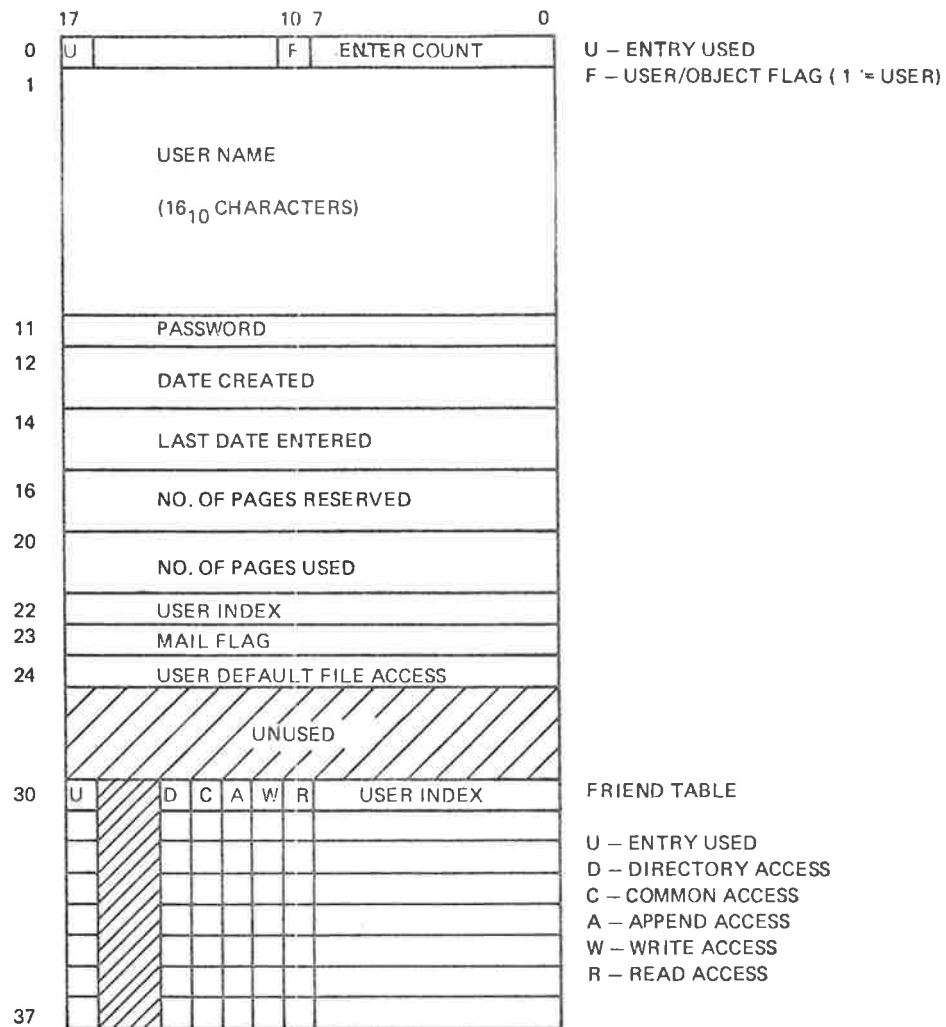 17 10 7 0
0 U F ENTER COUNT U – ENTRY USED
1 F – USER/OBJECT FLAG ( 1 = USER)
USER NAME
(16₁₀ CHARACTERS)
11 PASSWORD
12
DATE CREATED
14
LAST DATE ENTERED
16
NO. OF PAGES RESERVED
20
NO. OF PAGES USED
22 USER INDEX
23 MAIL FLAG
24 USER DEFAULT FILE ACCESS
UNUSED
30 U D C A W R USER INDEX FRIEND TABLE
U – ENTRY USED
D – DIRECTORY ACCESS
C – COMMON ACCESS
A – APPEND ACCESS
W – WRITE ACCESS
R – READ ACCESS
37